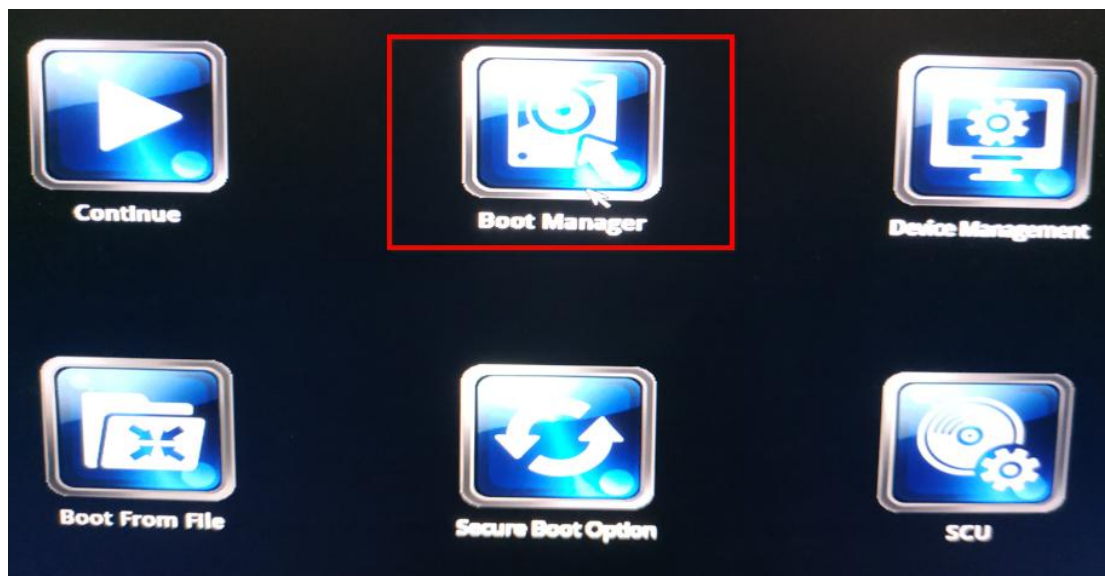 Continue
Boot Manager
Device Management
Boot From File
Secure Boot Option
SCU